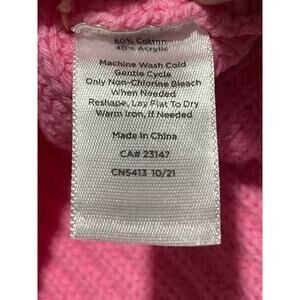 60% Cotton
40% Acrylic
Machine Wash Cold
Gentle Cycle
Only Non-Chlorine Bleach
When Needed
Reshape, Lay Flat To Dry
Warm Iron, If Needed
Made in China
CA# 23147
CN5413 10/21